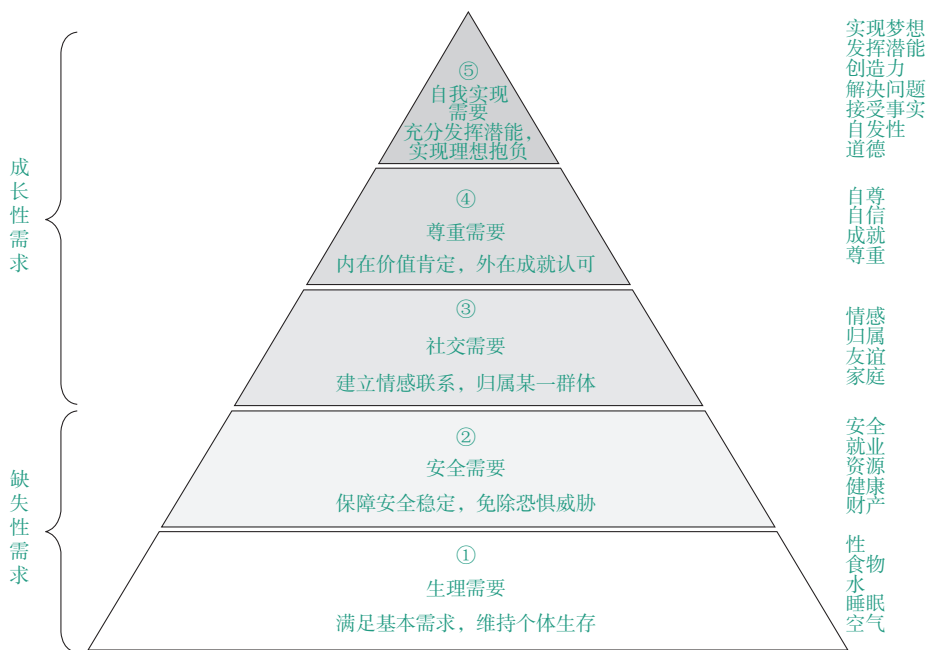 成长性需求
缺失性需求
⑤
自我实现
需要
充分发挥潜能，
实现理想抱负
④
尊重需要
内在价值肯定，外在成就认可
③
社交需要
建立情感联系，归属某一群体
②
安全需要
保障安全稳定，免除恐惧威胁
①
生理需要
满足基本需求，维持个体生存
实现梦想
发挥潜能
创造力
解决问题
接受事实
自发性
道德
自尊
自信
成就
尊重
情感
归属
友谊
家庭
安全
就业
资源
健康
财产
性
食物
水
睡眠
空气